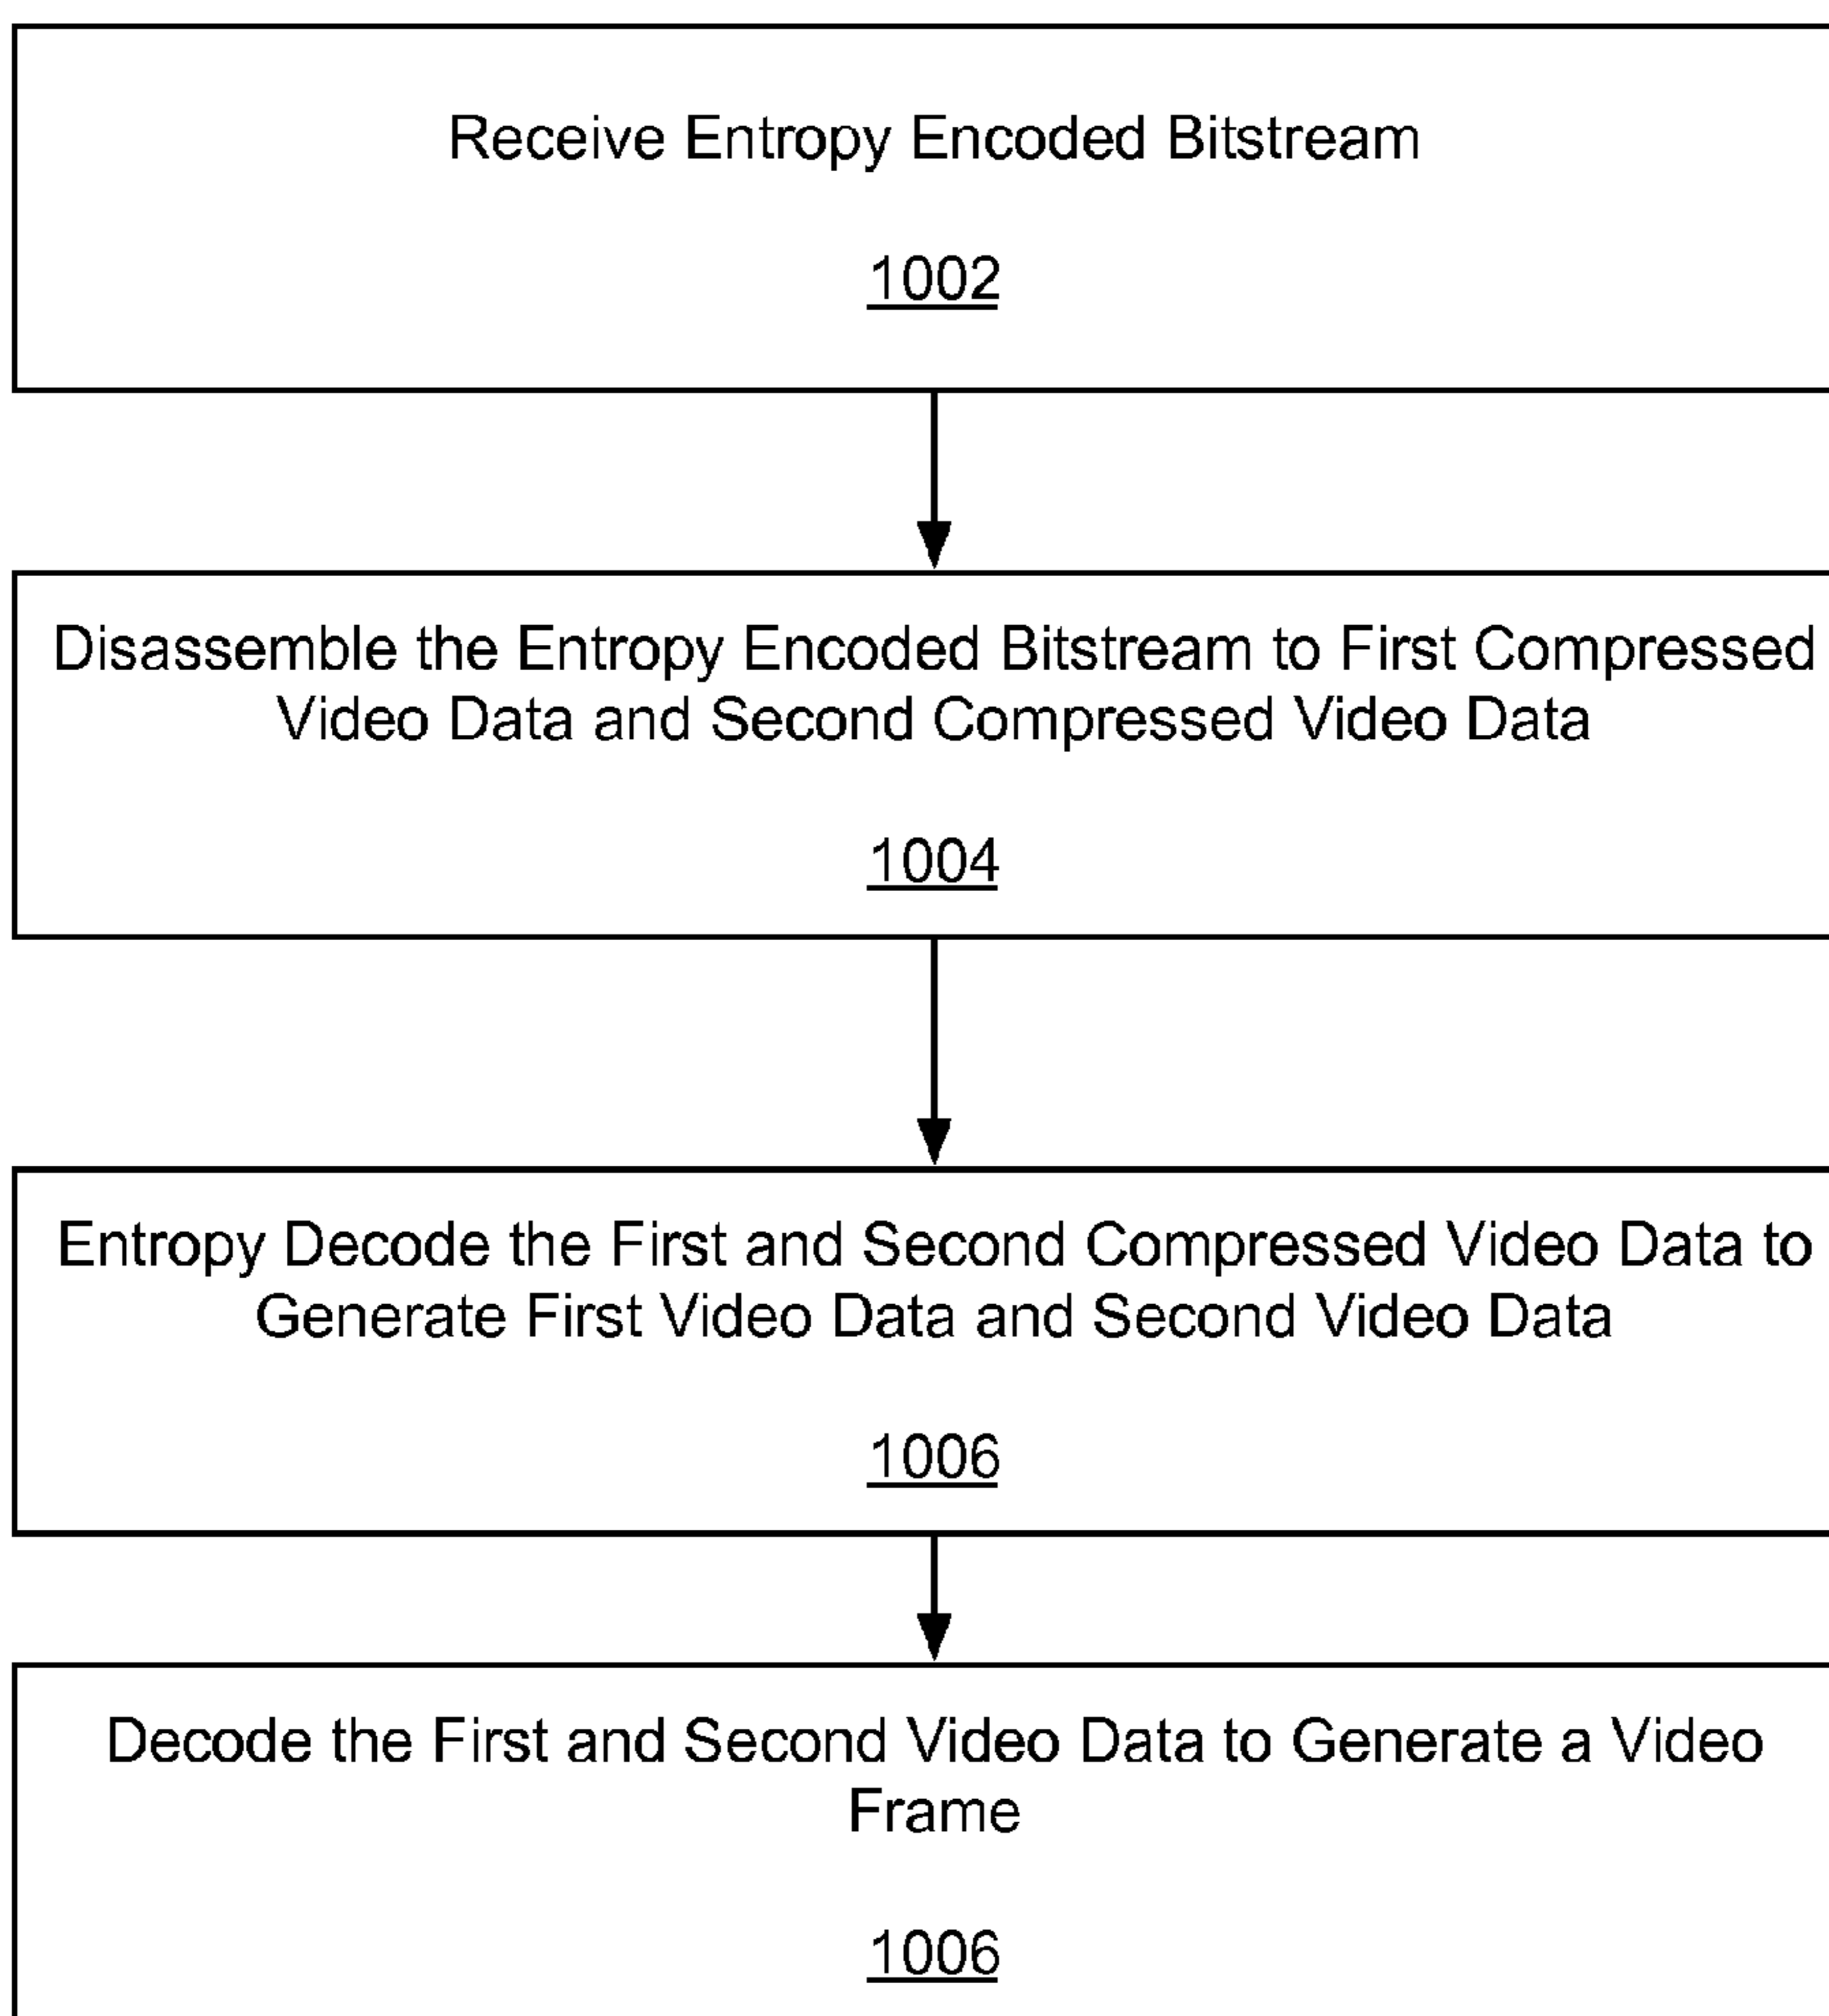 Receive Entropy Encoded Bitstream
1002
Disassemble the Entropy Encoded Bitstream to First Compressed
Video Data and Second Compressed Video Data
1004
Entropy Decode the First and Second Compressed Video Data to
Generate First Video Data and Second Video Data
1006
Decode the First and Second Video Data to Generate a Video
Frame
1006